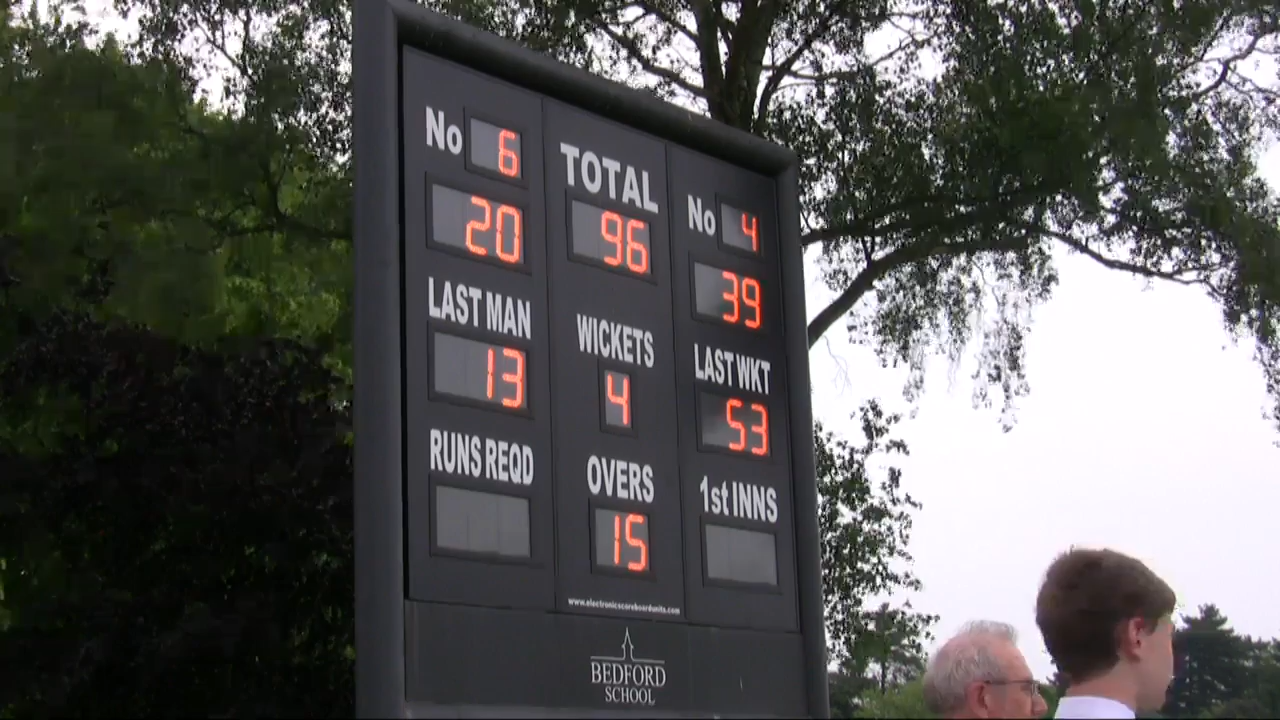 No 6
20
LAST MAN
13
RUNS REQD
TOTAL
96
WICKETS
4
OVERS
15
No 4
39
LAST WKT
53
1st INNS
www.electronicscoreboardunits.com
BEDFORD
SCHOOL